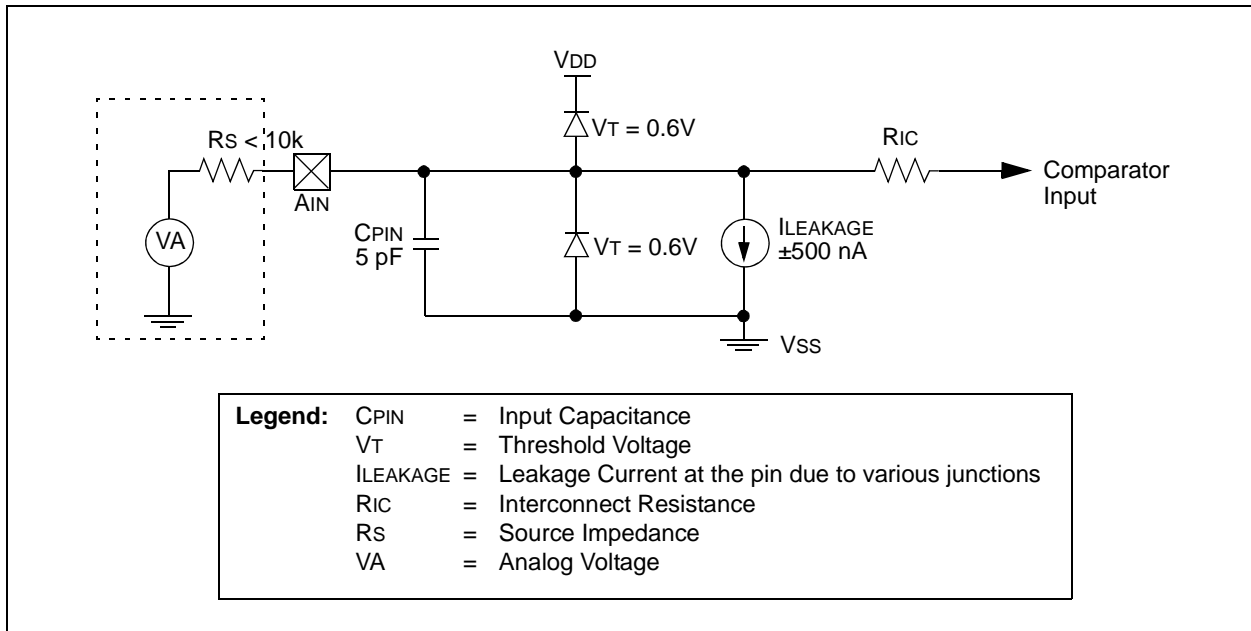 VDD
VT = 0.6V
RS < 10k
RIC
AIN
Comparator
Input
VA
CPIN
5 pF
VT = 0.6V
ILEAKAGE
±500 nA
VSS
Legend: CPIN = Input Capacitance
VT = Threshold Voltage
ILEAKAGE = Leakage Current at the pin due to various junctions
RIC = Interconnect Resistance
RS = Source Impedance
VA = Analog Voltage